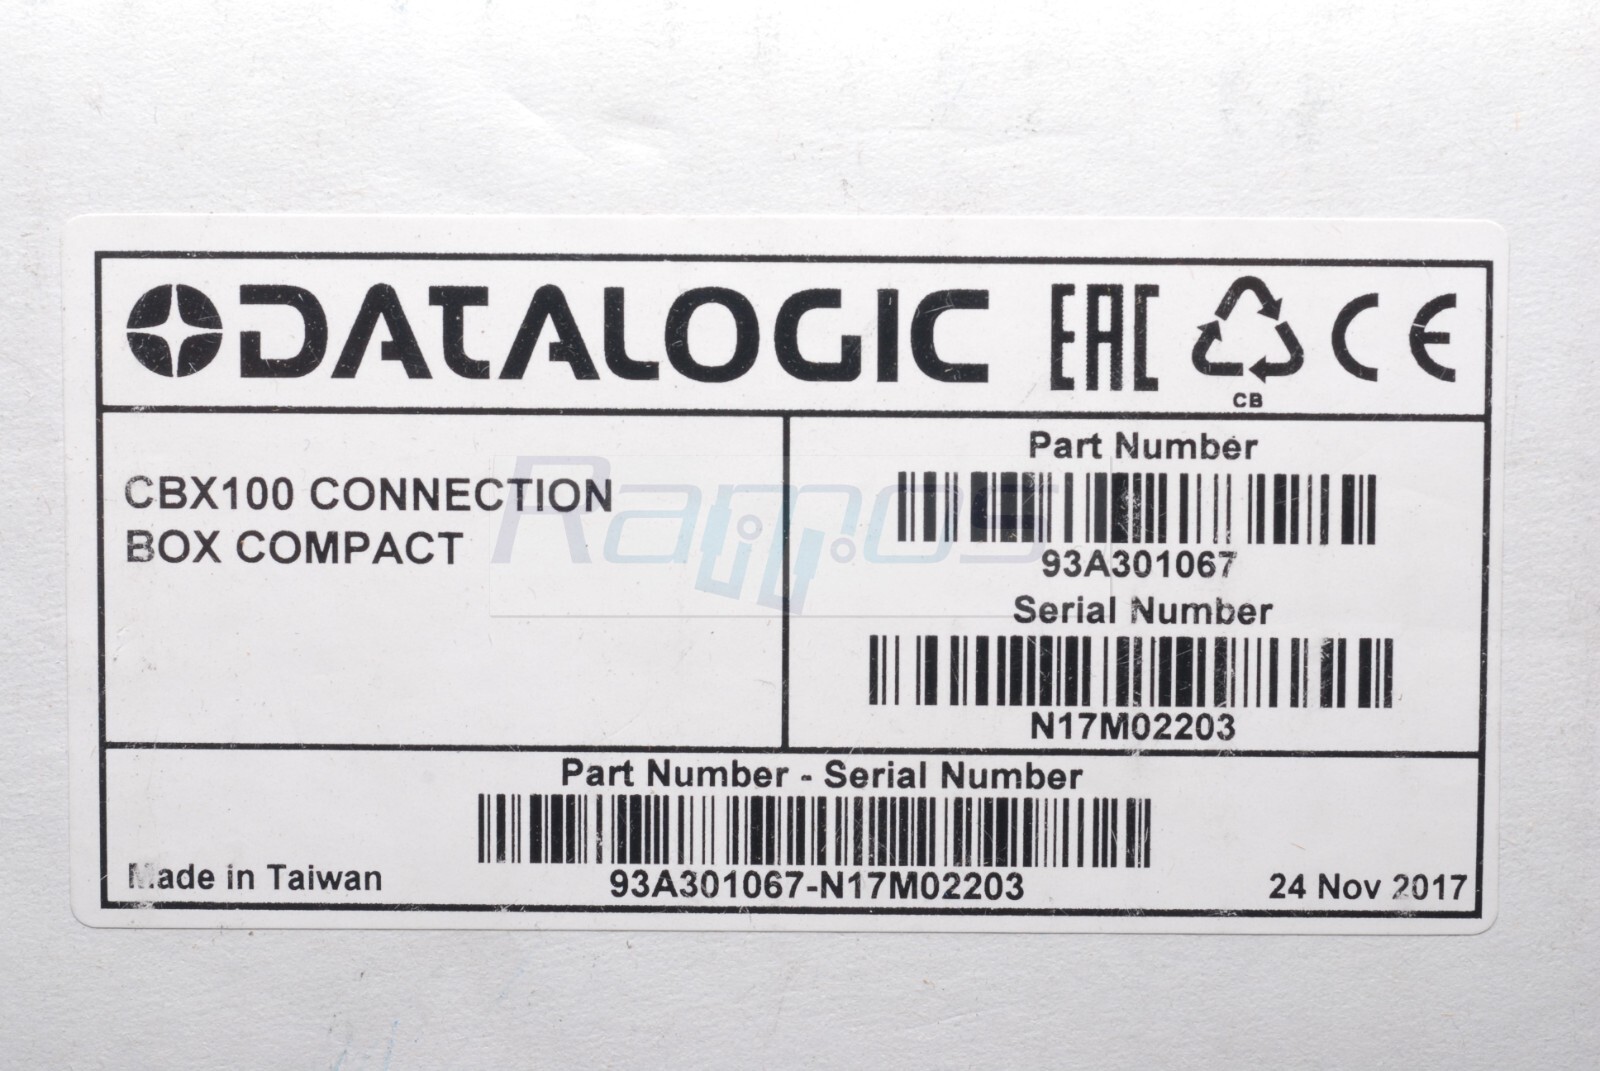 DATALOGIC EAC CE
CB
CBX100 CONNECTION
BOX COMPACT
Part Number
93A301067
Serial Number
N17M02203
Ramos
Part Number - Serial Number
93A301067-N17M02203
Made in Taiwan
24 Nov 2017